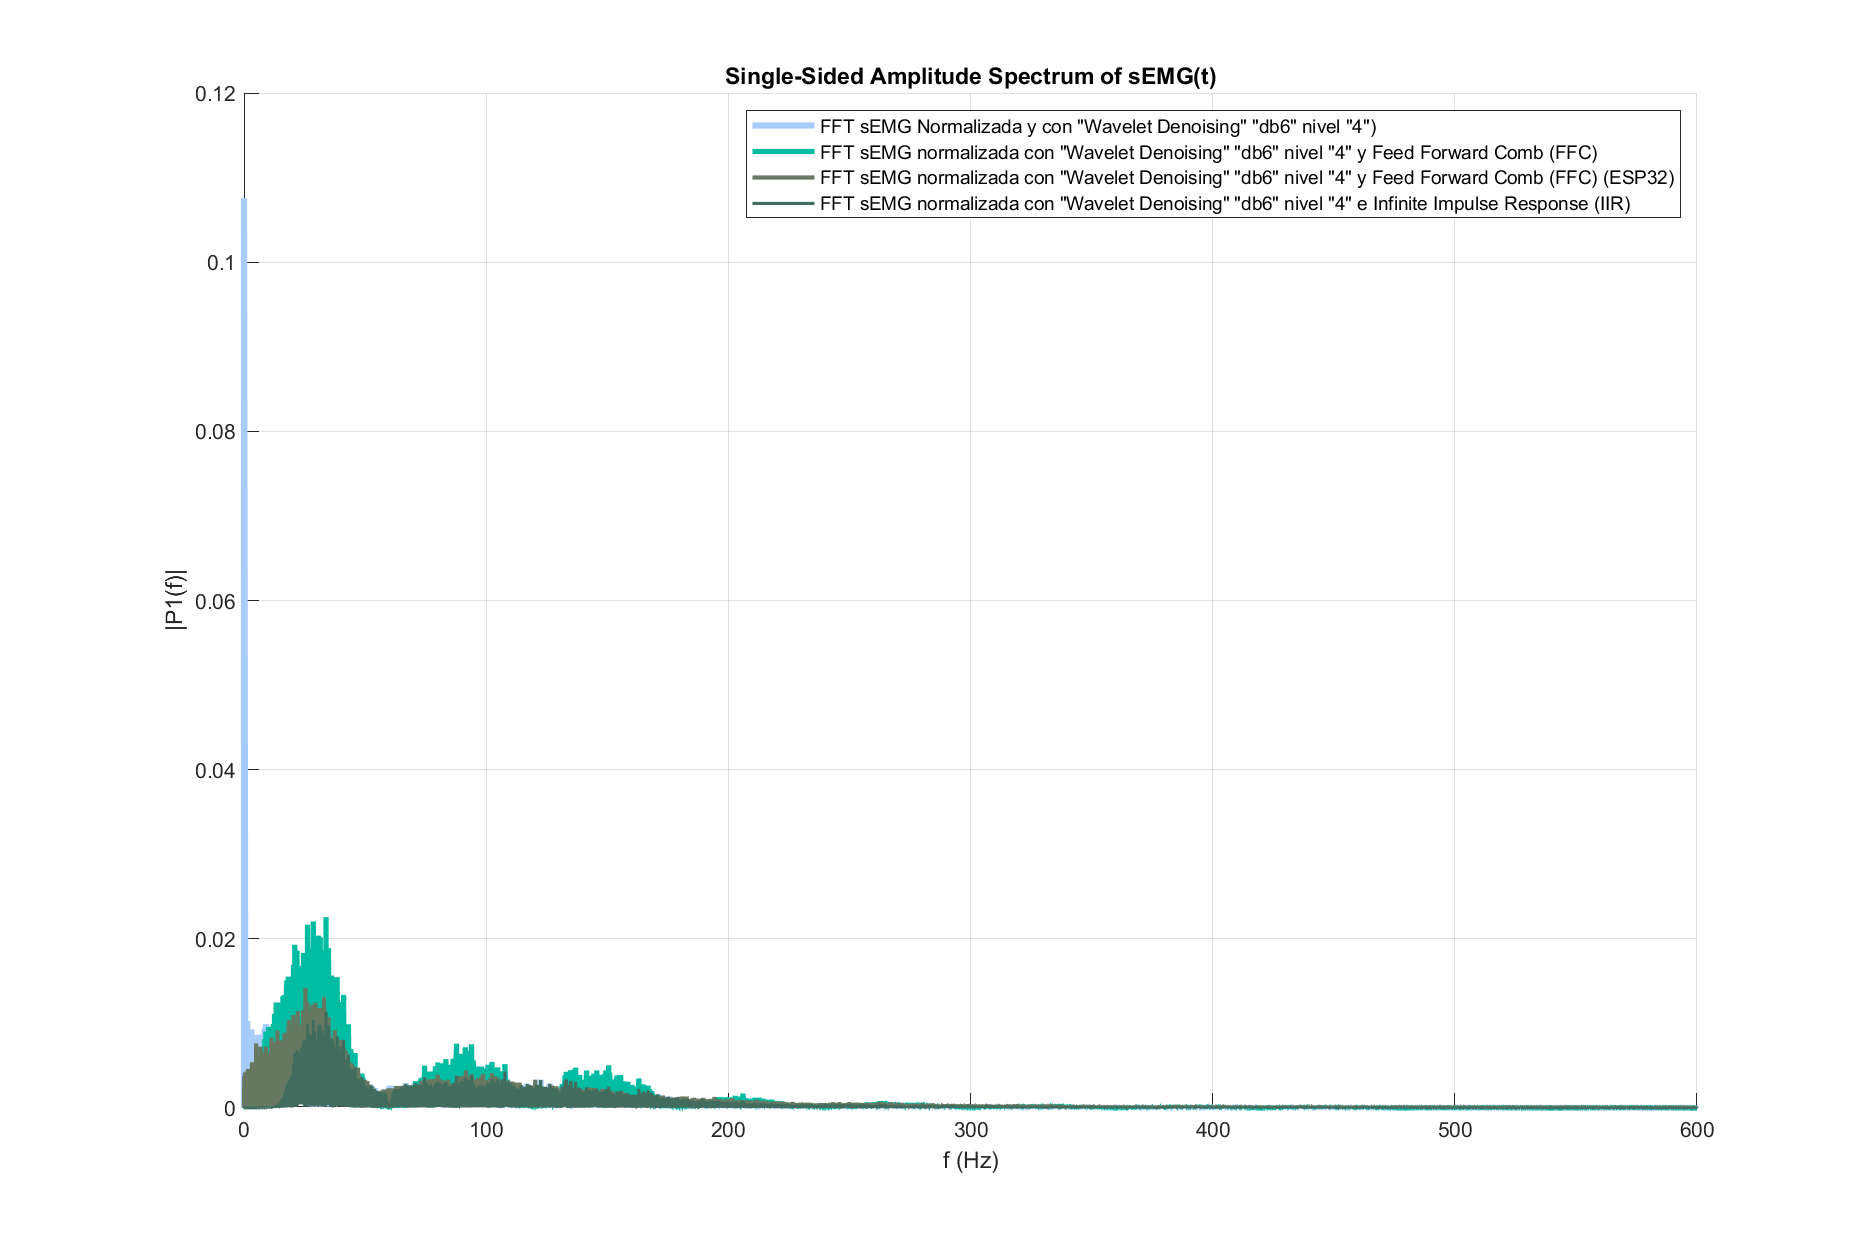 Single-Sided Amplitude Spectrum of sEMG(t)
FFT sEMG Normalizada y con "Wavelet Denoising" "db6" nivel "4")
FFT sEMG normalizada con "Wavelet Denoising" "db6" nivel "4" y Feed Forward Comb (FFC)
FFT sEMG normalizada con "Wavelet Denoising" "db6" nivel "4" y Feed Forward Comb (FFC) (ESP32)
FFT sEMG normalizada con "Wavelet Denoising" "db6" nivel "4" e Infinite Impulse Response (IIR)
|P1(f)|
0.12
0.1
0.08
0.06
0.04
0.02
0
0 100 200 300 400 500 600
f (Hz)